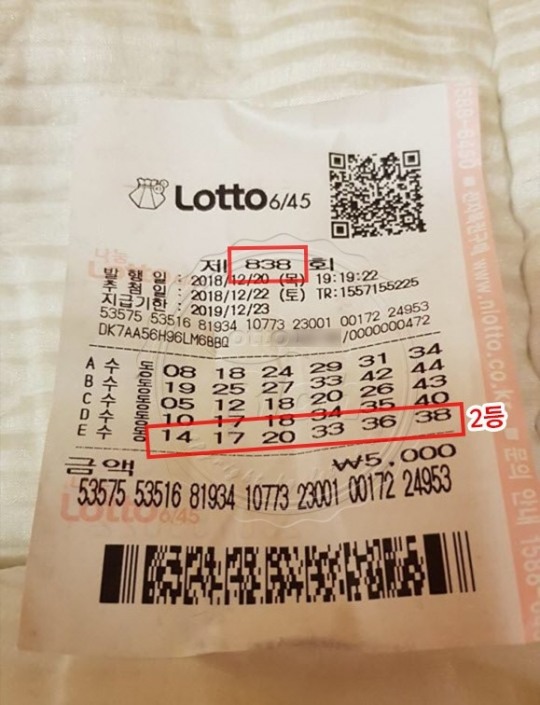 Lotto 6/45
제 838 회
발 행 일 : 2018/12/20 (목) 19:19:22
추 첨 일 : 2018/12/22 (토) TR:1557155225
지급기한 : 2019/12/23
53575 53516 81934 10773 23001 00172 24953
DK7AA56H96LM6BBQ /0000000472
A 수 동 08 18 24 29 31 34
B 수 동 19 25 27 33 42 44
C 수 동 05 12 18 20 26 43
D 수 동 10 17 18 34 35 40
E 수 동 14 17 20 33 36 38
2등
금액 ₩5,000
53575 53516 81934 10773 23001 00172 24953
Lotto 6/45